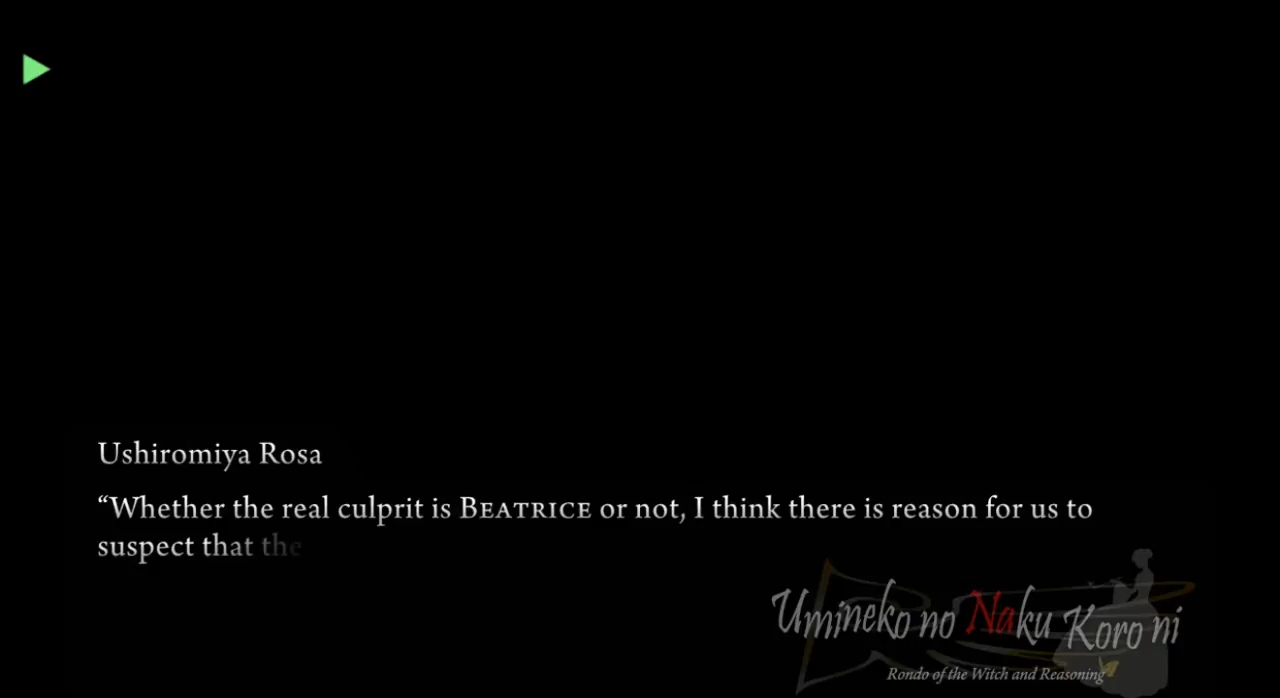 Ushiromiya Rosa
“Whether the real culprit is BEATRICE or not, I think there is reason for us to
suspect that the
Umineko no Naku Koro ni
Rondo of the Witch and Reasoning